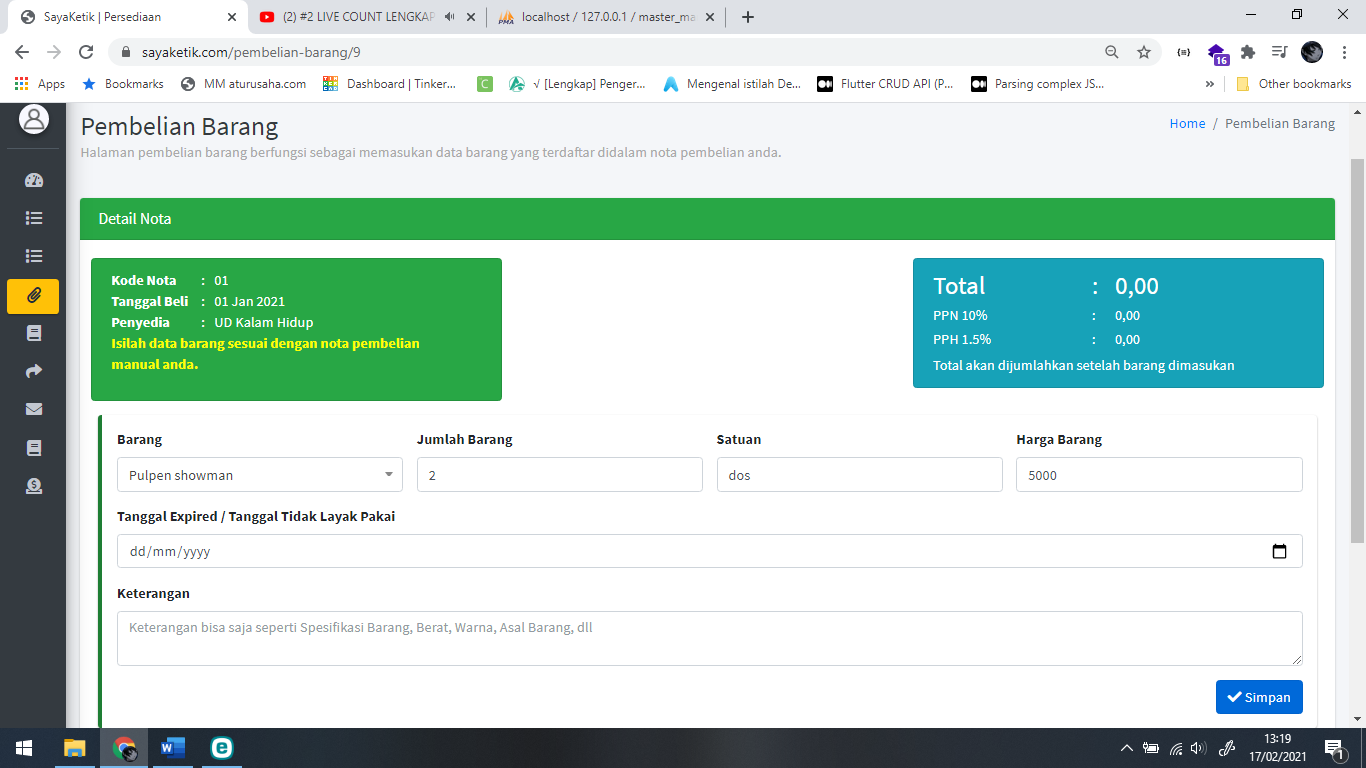 SayaKetik | Persediaan
(2) #2 LIVE COUNT LENGKAP
localhost / 127.0.0.1 / master_ma
sayaketik.com/pembelian-barang/9
16
Apps
Bookmarks
MM aturusaha.com
Dashboard | Tinker...
√ [Lengkap] Penger...
Mengenal istilah De...
Flutter CRUD API (P...
Parsing complex JS...
»
Other bookmarks
Pembelian Barang
Home / Pembelian Barang
Halaman pembelian barang berfungsi sebagai memasukan data barang yang terdaftar didalam nota pembelian anda.
Detail Nota
Kode Nota : 01
Tanggal Beli : 01 Jan 2021
Penyedia : UD Kalam Hidup
Isilah data barang sesuai dengan nota pembelian
manual anda.
Total : 0,00
PPN 10% : 0,00
PPH 1.5% : 0,00
Total akan dijumlahkan setelah barang dimasukan
Barang
Jumlah Barang
Satuan
Harga Barang
Pulpen showman
2
dos
5000
Tanggal Expired / Tanggal Tidak Layak Pakai
dd/mm/yyyy
Keterangan
Keterangan bisa saja seperti Spesifikasi Barang, Berat, Warna, Asal Barang, dll
Simpan
13:19
17/02/2021
1